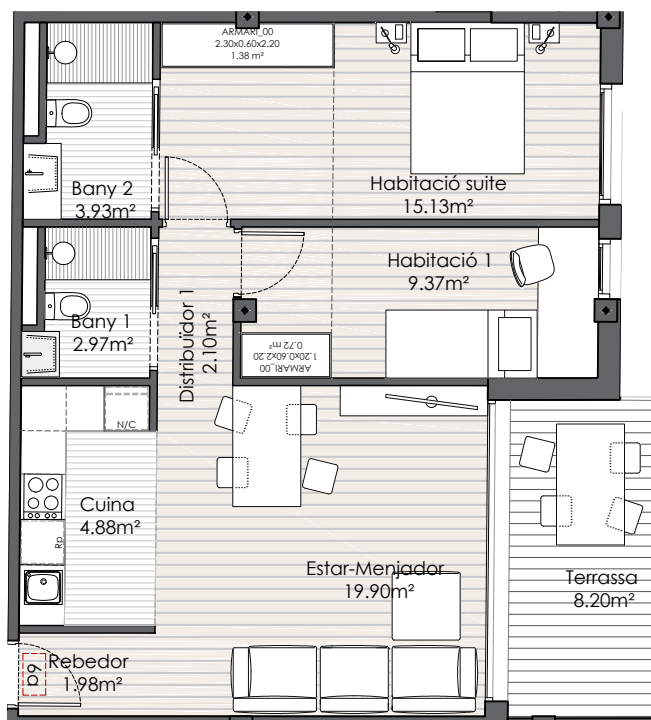 ARMARI_00
2.30x0.60x2.20
1.38 m²
Habitació suite
15.13m²
Bany 2
3.93m²
Habitació 1
9.37m²
Bany 1
2.97m²
Distribuïdor 1
2.10m²
ARMARI_00
1.20x0.60x2.20
0.72 m²
N/C
Cuina
4.88m²
Rp
Estar-Menjador
19.90m²
Terrassa
8.20m²
Rebedor
1.98m²